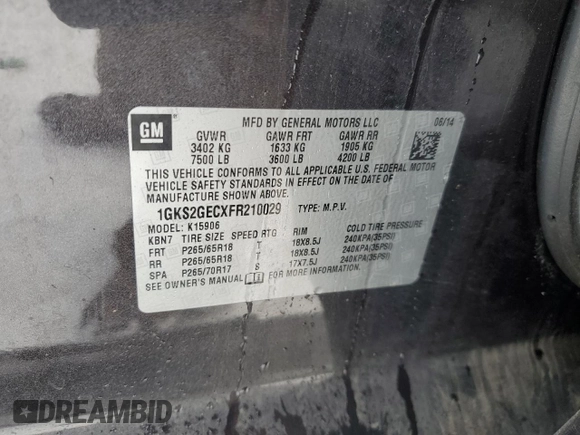 GM
MFD BY GENERAL MOTORS LLC 06/14
GVWR GAWR FRT GAWR RR
3402 KG 1633 KG 1905 KG
7500 LB 3600 LB 4200 LB
THIS VEHICLE CONFORMS TO ALL APPLICABLE U.S. FEDERAL MOTOR
VEHICLE SAFETY STANDARDS IN EFFECT ON THE DATE OF
MANUFACTURE SHOWN ABOVE.
1GKS2GECXFR210029 TYPE: M.P.V.
MODEL: K15906
KBN7 TIRE SIZE SPEED RTG RIM COLD TIRE PRESSURE
FRT P265/65R18 T 18X8.5J 240KPA(35PSI)
RR P265/65R18 T 18X8.5J 240KPA(35PSI)
SPA P265/70R17 S 17X7.5J 240KPA(35PSI)
SEE OWNER'S MANUAL FOR MORE INFORMATION.
DREAMBID